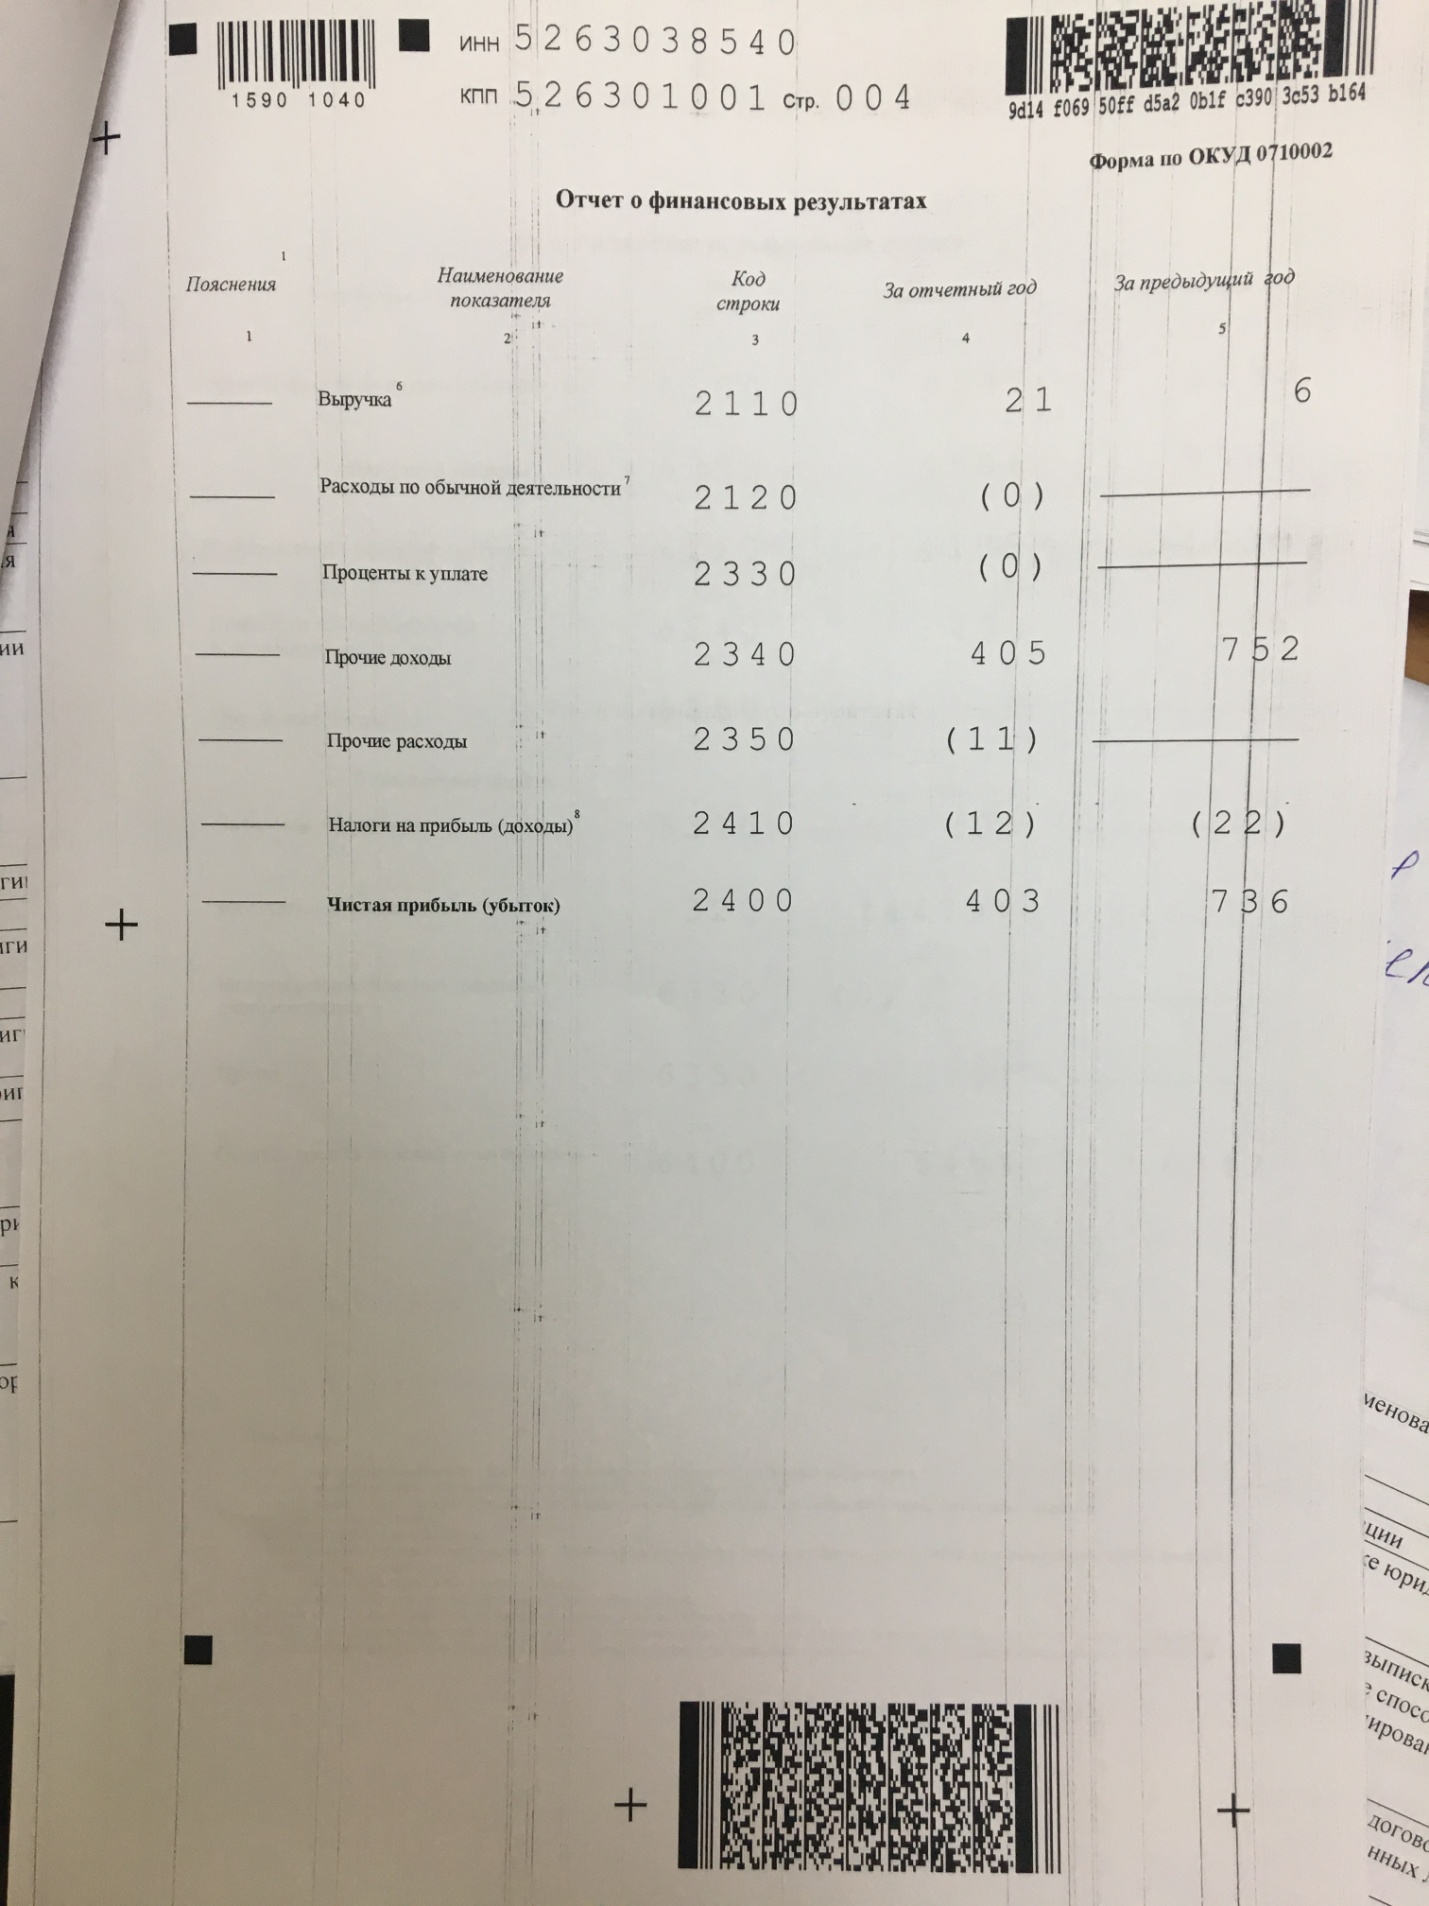 ИНН 5263038540
1590 1040
КПП 526301001 Стр. 004
9d14 f069 50ff d5a2 0b1f c390 3c53 b164
Форма по ОКУД 0710002
Отчет о финансовых результатах
Пояснения 1 Наименование показателя Код строки За отчетный год За предыдущий год
1 2 3 4 5
Выручка 6 2110 21 6
Расходы по обычной деятельности 7 2120 (0)
Проценты к уплате 2330 (0)
Прочие доходы 2340 405 752
Прочие расходы 2350 (11)
Налоги на прибыль (доходы) 8 2410 (12) (22)
Чистая прибыль (убыток) 2400 403 736